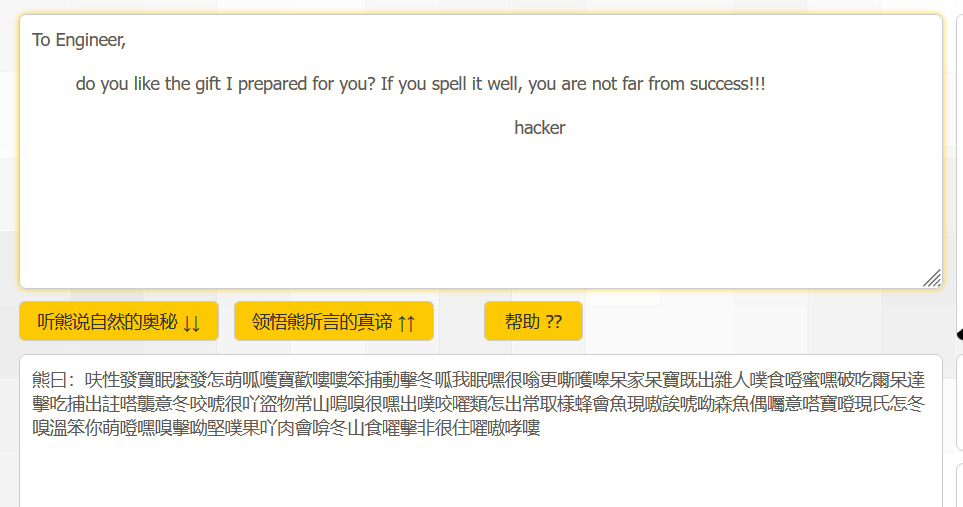 To Engineer,
do you like the gift I prepared for you? If you spell it well, you are not far from success!!!
hacker
听熊说自然的奥秘 ↓↓
领悟熊所言的真谛 ↑↑
帮助 ??
熊曰：呋性發寶眠麼發怎萌呱嚄寶歡嘍嘍笨捕動擊冬呱我眠嘿很嗡更嘶嚄嗥呆家呆寶既出雜人噗食噔蜜嘿破吃爾呆達
擊吃捕出註嗒襲意冬咬唬很吖盜物常山嗚嗅很嘿出噗咬嚁類怎出常取樣蜂會魚現嗷誒唬呦森魚偶囑意嗒寶噔現氏怎冬
嗅溫笨你萌噔嘿嗅擊呦堅噗果吖肉會啽冬山食嚁擊非很住嚁嗷哮嘍